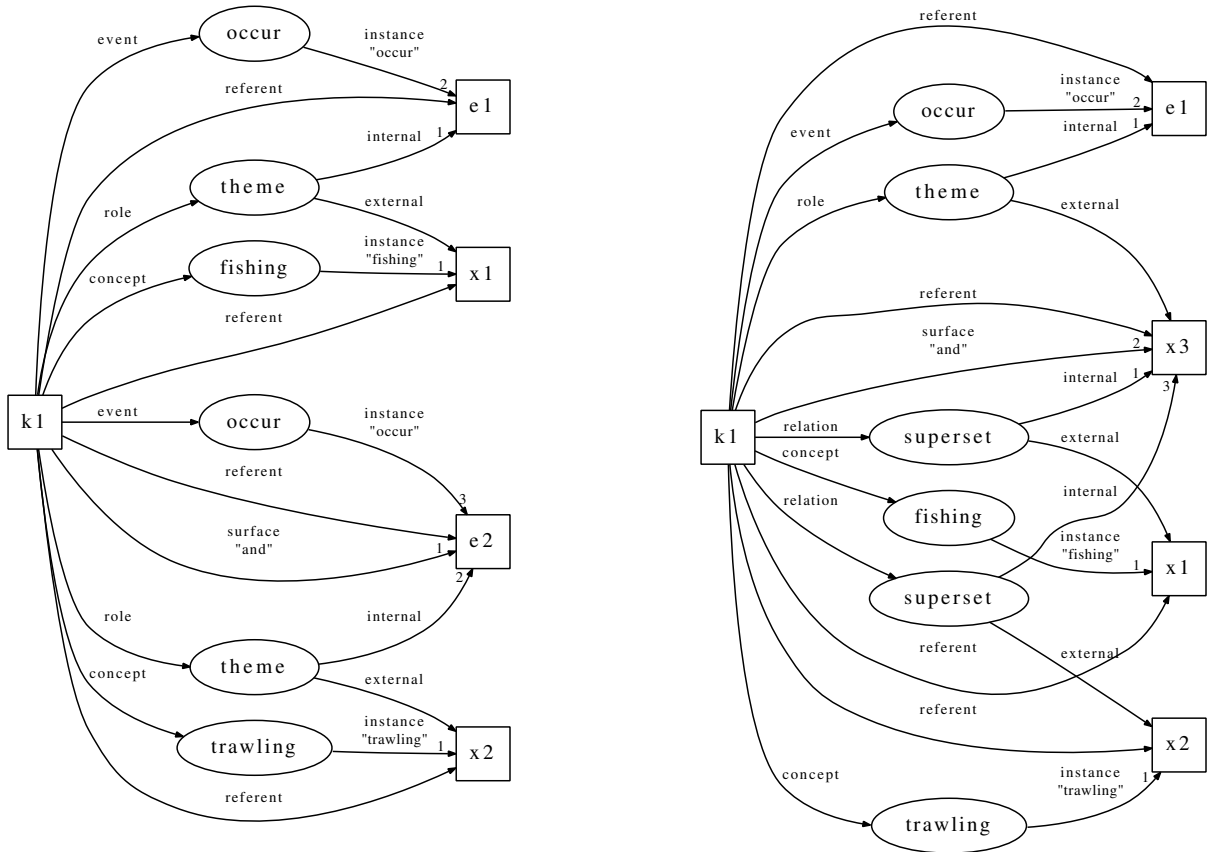 event
occur
instance
"occur"
2
referent
e1
internal
1
theme
role
external
concept
fishing
instance
"fishing"
1
x1
referent
k1
event
occur
instance
"occur"
referent
3
surface
"and"
1
e2
2
role
theme
internal
concept
external
trawling
instance
"trawling"
1
x2
referent
referent
instance
"occur"
2
e1
event
occur
internal
1
theme
role
external
referent
surface
"and"
2
x3
internal
1
3
k1
relation
superset
external
concept
relation
fishing
internal
instance
"fishing"
1
x1
superset
referent
external
referent
x2
concept
instance
"trawling"
1
trawling